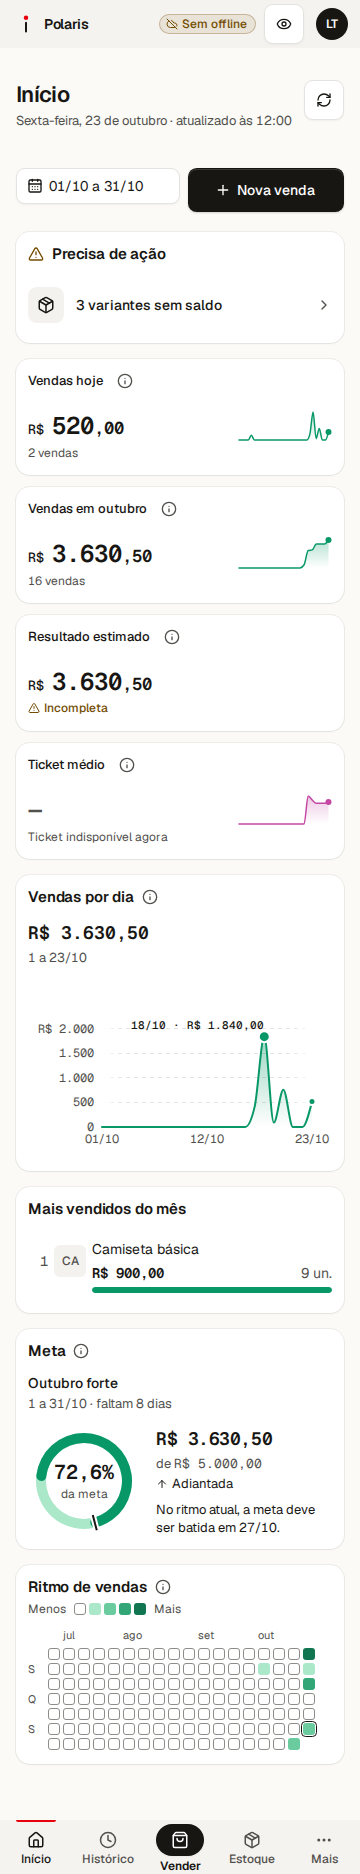 Polaris
Sem offline
LT
Início
Sexta-feira, 23 de outubro · atualizado às 12:00
01/10 a 31/10
Nova venda
Precisa de ação
3 variantes sem saldo
Vendas hoje
R$ 520,00
2 vendas
Vendas em outubro
R$ 3.630,50
16 vendas
Resultado estimado
R$ 3.630,50
Incompleta
Ticket médio
—
Ticket indisponível agora
Vendas por dia
R$ 3.630,50
1 a 23/10
18/10 · R$ 1.840,00
R$ 2.000
1.500
1.000
500
0
01/10 12/10 23/10
Mais vendidos do mês
1 CA Camiseta básica
R$ 900,00 9 un.
Meta
Outubro forte
1 a 31/10 · faltam 8 dias
72,6%
da meta
R$ 3.630,50
de R$ 5.000,00
Adiantada
No ritmo atual, a meta deve
ser batida em 27/10.
Ritmo de vendas
Menos Mais
jul ago set out
S
Q
S
Início Histórico Vender Estoque Mais